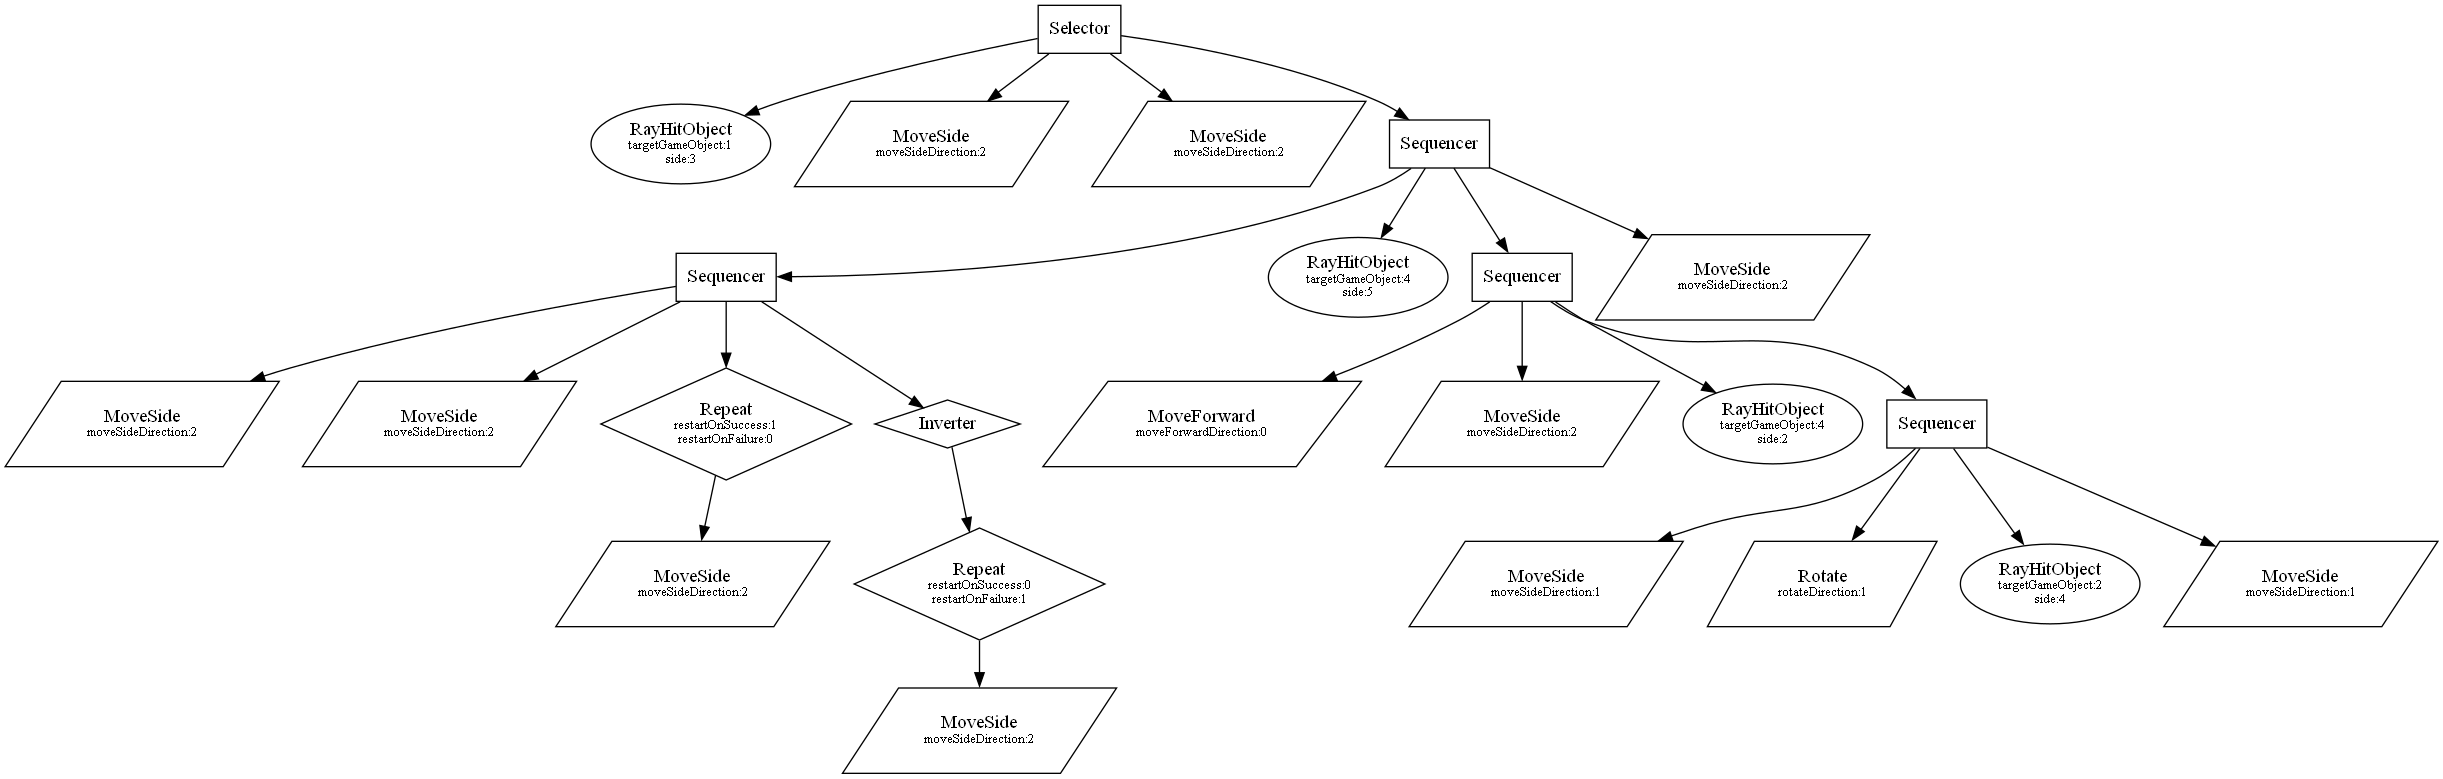 Selector
RayHitObject
targetGameObject:1
side:3
MoveSide
moveSideDirection:2
MoveSide
moveSideDirection:2
Sequencer
Sequencer
RayHitObject
targetGameObject:4
side:5
Sequencer
MoveSide
moveSideDirection:2
MoveSide
moveSideDirection:2
MoveSide
moveSideDirection:2
Repeat
restartOnSuccess:1
restartOnFailure:0
Inverter
MoveForward
moveForwardDirection:0
MoveSide
moveSideDirection:2
RayHitObject
targetGameObject:4
side:2
Sequencer
MoveSide
moveSideDirection:2
Repeat
restartOnSuccess:0
restartOnFailure:1
MoveSide
moveSideDirection:1
Rotate
rotateDirection:1
RayHitObject
targetGameObject:2
side:4
MoveSide
moveSideDirection:1
MoveSide
moveSideDirection:2